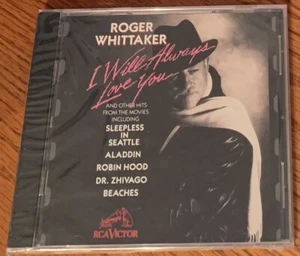 ROGER
WHITTAKER
I Will Always
Love You
AND OTHER HITS
FROM THE MOVIES
INCLUDING
SLEEPLESS
IN
SEATTLE
ALADDIN
ROBIN HOOD
DR. ZHIVAGO
BEACHES
RCA VICTOR